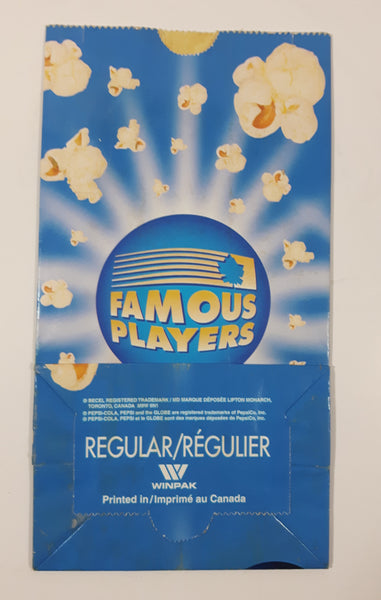 FAMOUS
PLAYERS
® BECEL REGISTERED TRADEMARK / MD MARQUE DÉPOSÉE LIPTON MONARCH,
TORONTO, CANADA M9R 6N1
® PEPSI-COLA, PEPSI and the GLOBE are registered trademarks of PepsiCo, Inc.
® PEPSI-COLA, PEPSI et le GLOBE sont des marques déposées de PepsiCo, Inc.
REGULAR/RÉGULIER
WINPAK
Printed in/Imprimé au Canada